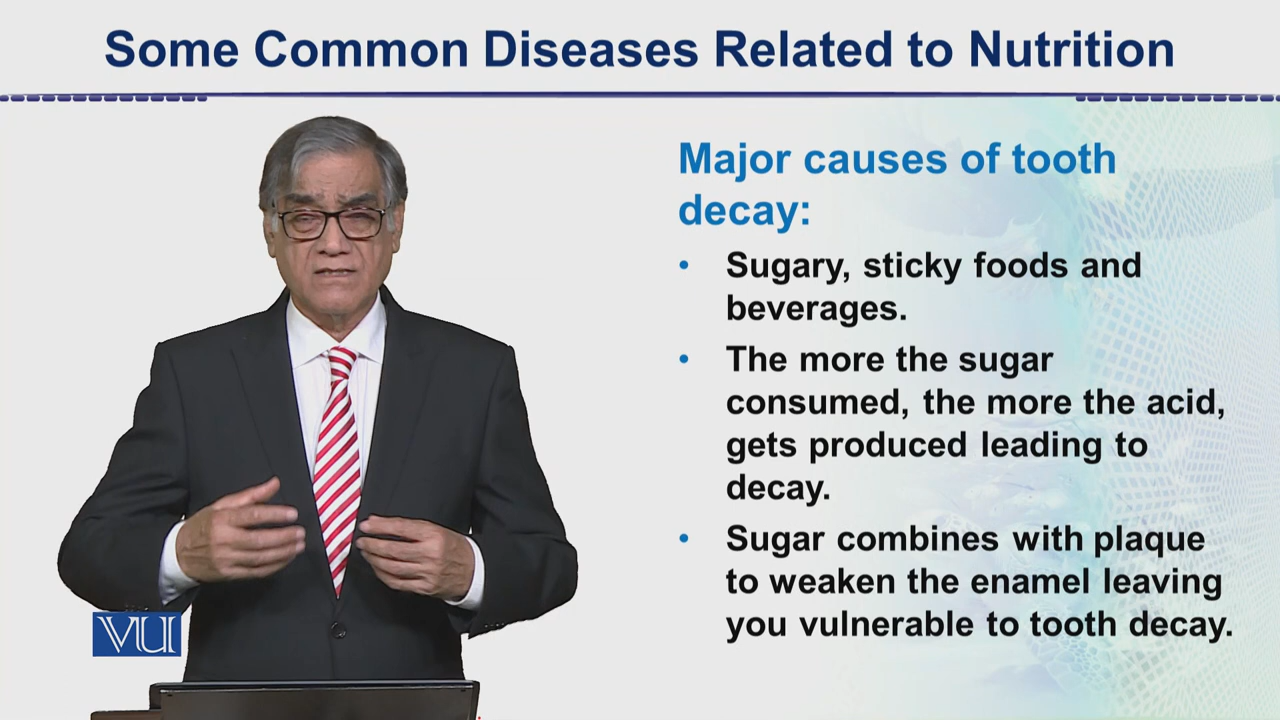 Some Common Diseases Related to Nutrition
Major causes of tooth
decay:
• Sugary, sticky foods and
beverages.
• The more the sugar
consumed, the more the acid,
gets produced leading to
decay.
• Sugar combines with plaque
to weaken the enamel leaving
you vulnerable to tooth decay.
VU